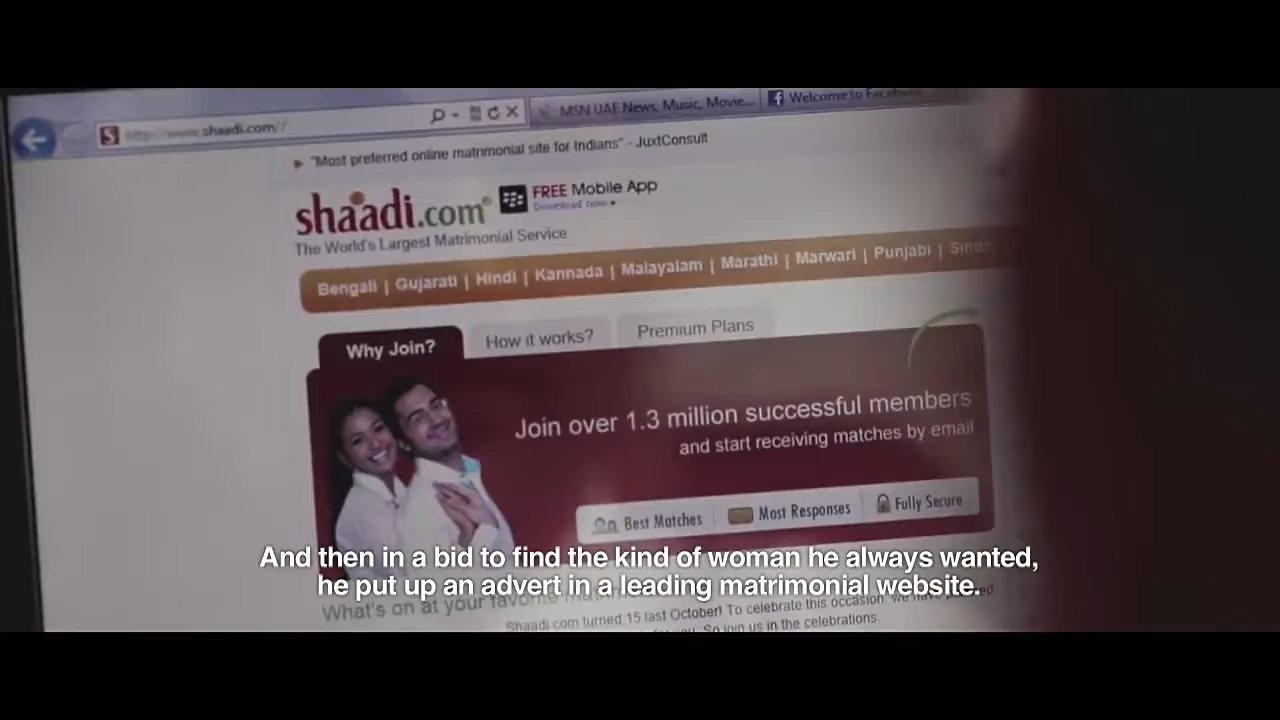 http://www.shaadi.com//
MSN UAE News, Music, Movie...
Welcome to Facebook
"Most preferred online matrimonial site for Indians" - JuxtConsult
shaadi.com
FREE Mobile App
Download now
The World's Largest Matrimonial Service
Bengali | Gujarati | Hindi | Kannada | Malayalam | Marathi | Marwari | Punjabi |
Why Join?
How it works?
Premium Plans
Join over 1.3 million successful members
and start receiving matches by email
Best Matches
Most Responses
Fully Secure
And then in a bid to find the kind of woman he always wanted,
he put up an advert in a leading matrimonial website.
What's on at your favorite
Shaadi.com turned 15 last October! To celebrate this occasion, we have
So join us in the celebrations.